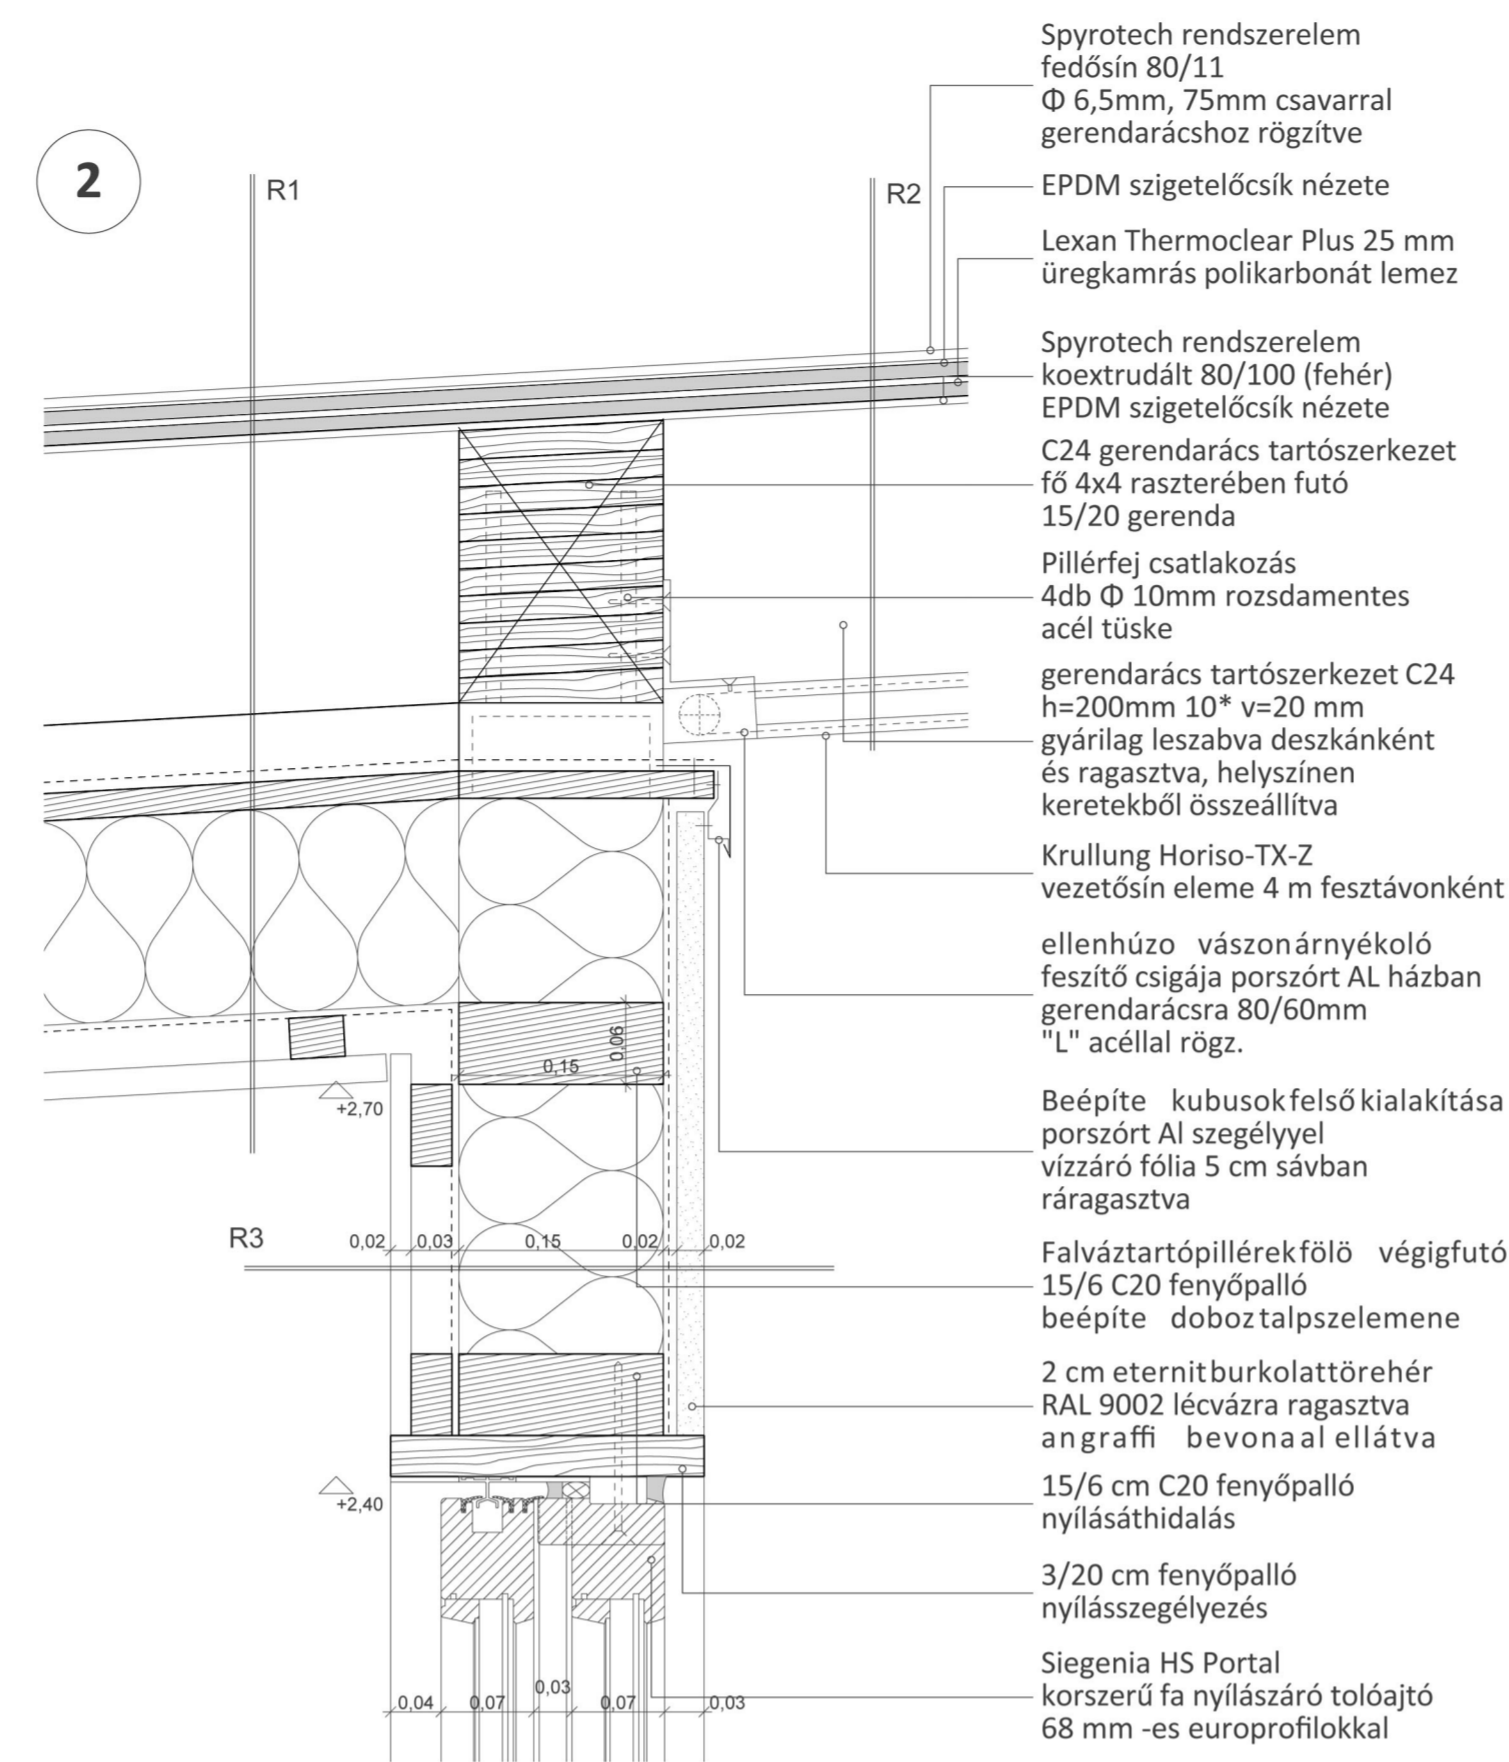 2
R1
R2
Spyrotech rendszerelem
fedősín 80/11
Φ 6,5mm, 75mm csavarral
gerendarácshoz rögzítve
EPDM szigetelőcsík nézete
Lexan Thermoclear Plus 25 mm
üregkamrás polikarbonát lemez
Spyrotech rendszerelem
koextrudált 80/100 (fehér)
EPDM szigetelőcsík nézete
C24 gerendarács tartószerkezet
fő 4x4 raszterében futó
15/20 gerenda
Pillérfej csatlakozás
4db Φ 10mm rozsdamentes
acél tüske
gerendarács tartószerkezet C24
h=200mm 10* v=20 mm
gyárilag leszabva deszkánként
és ragasztva, helyszínen
keretekből összeállítva
Krullung Horiso-TX-Z
vezetősín eleme 4 m fesztávonként
ellenhúzo vászonárnyékoló
feszítő csigája porszórt AL házban
gerendarácsra 80/60mm
"L" acéllal rögz.
Beépíte kubusok felső kialakítása
porszórt Al szegélyyel
vízzáró fólia 5 cm sávban
ráragasztva
Falváztartópillérek fölö végigfutó
15/6 C20 fenyőpalló
beépíte doboz talpszelemene
2 cm eternit burkolat törehér
RAL 9002 lécvázra ragasztva
angraffi bevonaal ellátva
15/6 cm C20 fenyőpalló
nyílásáthidalás
3/20 cm fenyőpalló
nyílásszegélyezés
Siegenia HS Portal
korszerű fa nyílászáró tolóajtó
68 mm -es europrofilokkal
0,06
0,15
+2,70
R3
0,02 0,03 0,15 0,02 0,02
+2,40
0,04 0,07 0,03 0,07 0,03